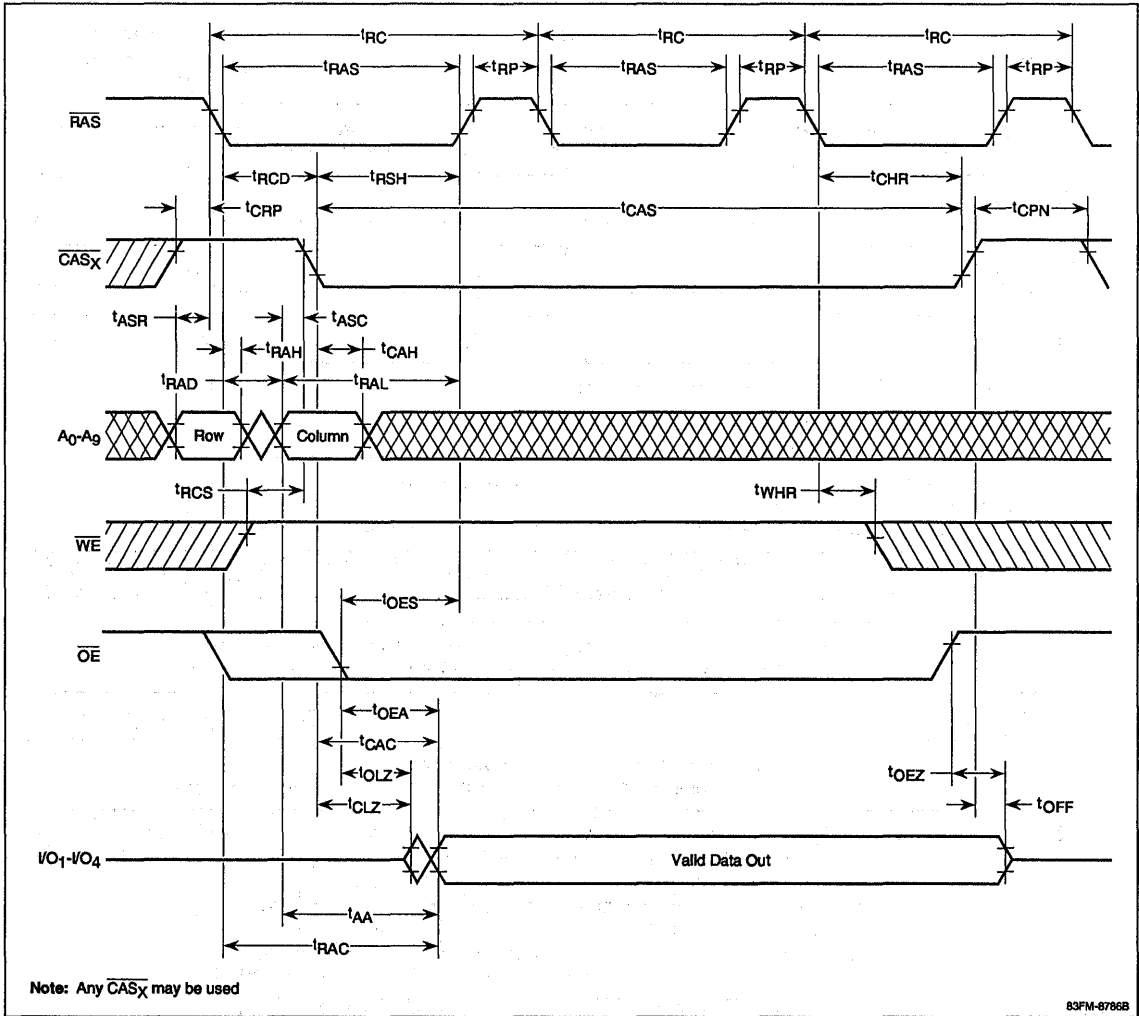 tRC tRC tRC
tRAS tRP tRAS tRP tRAS tRP
RAS
tRCD tRSH tCHR
tCRP tCAS tCPN
CASX
tASR tASC
tRAH tCAH
tRAD tRAL
A0-A9 Row Column
tRCS tWHR
WE
tOES
OE
tOEA
tCAC
tOLZ tOEZ
tCLZ tOFF
I/O1-I/O4 Valid Data Out
tAA
tRAC
Note: Any CASX may be used
83FM-8786B